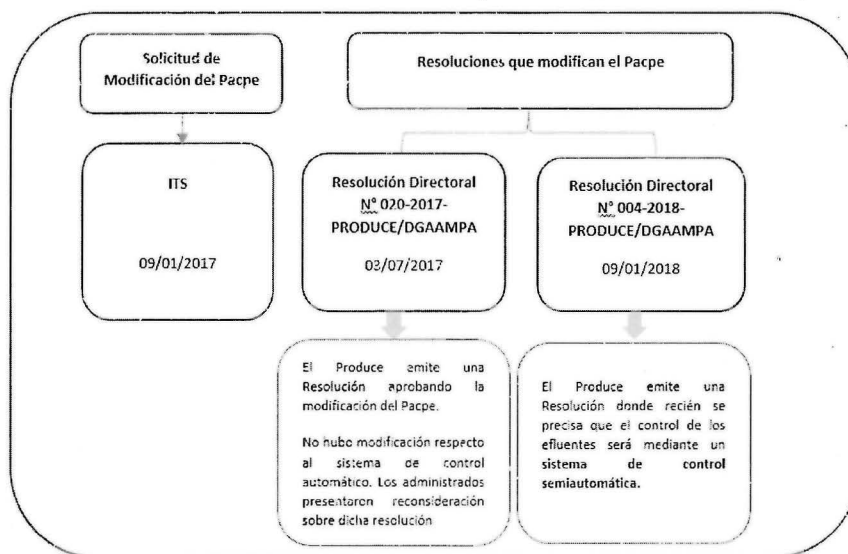 Solicitud de
Modificación del Pacpe
Resoluciones que modifican el Pacpe
ITS
09/01/2017
Resolución Directoral
N° 020-2017-
PRODUCE/DGAAMPA
03/07/2017
Resolución Directoral
N° 004-2018-
PRODUCE/DGAAMPA
09/01/2018
El Produce emite una
Resolución aprobando la
modificación del Pacpe.
No hubo modificación respecto
al sistema de control
automático. Los administrados
presentaron reconsideración
sobre dicha resolución
El Produce emite una
Resolución donde recién se
precisa que el control de los
efluentes será mediante un
sistema de control
semiautomática.